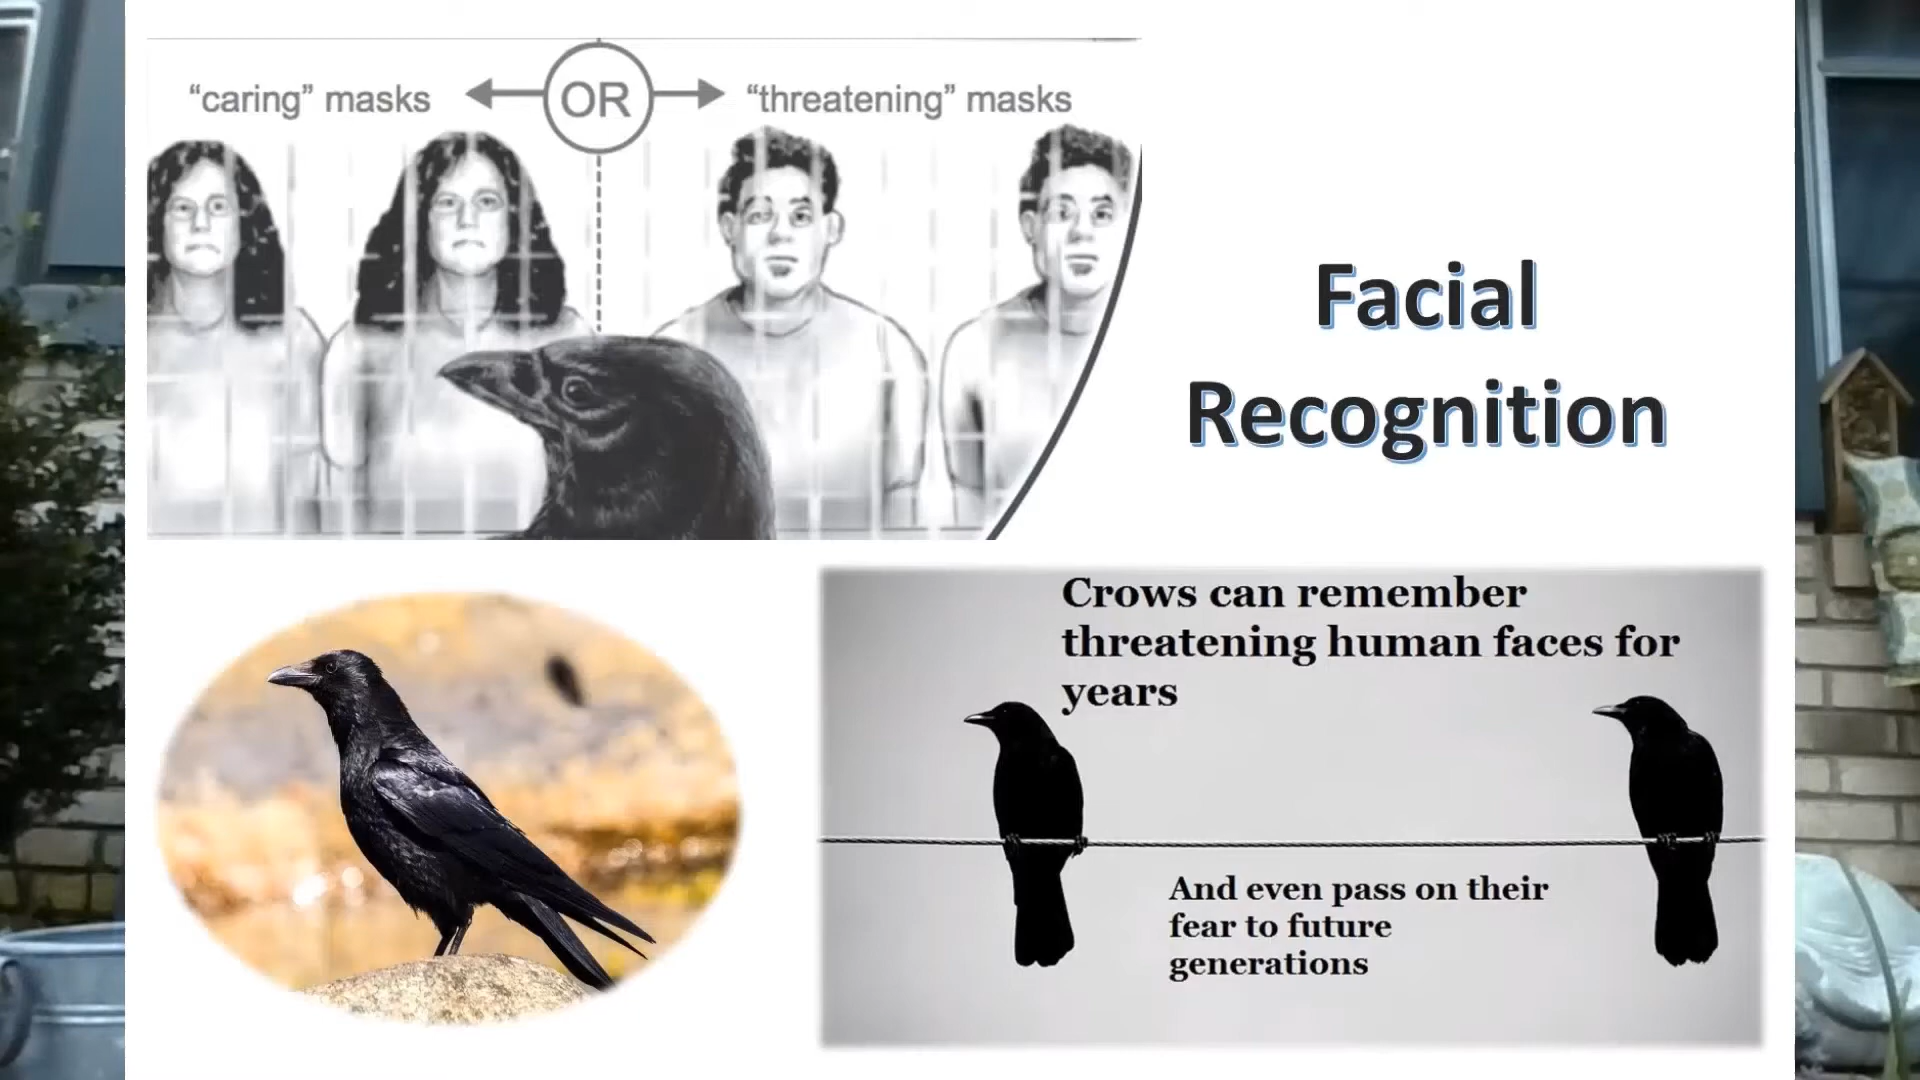 “caring” masks OR “threatening” masks
Facial
Recognition
Crows can remember
threatening human faces for
years
And even pass on their
fear to future
generations